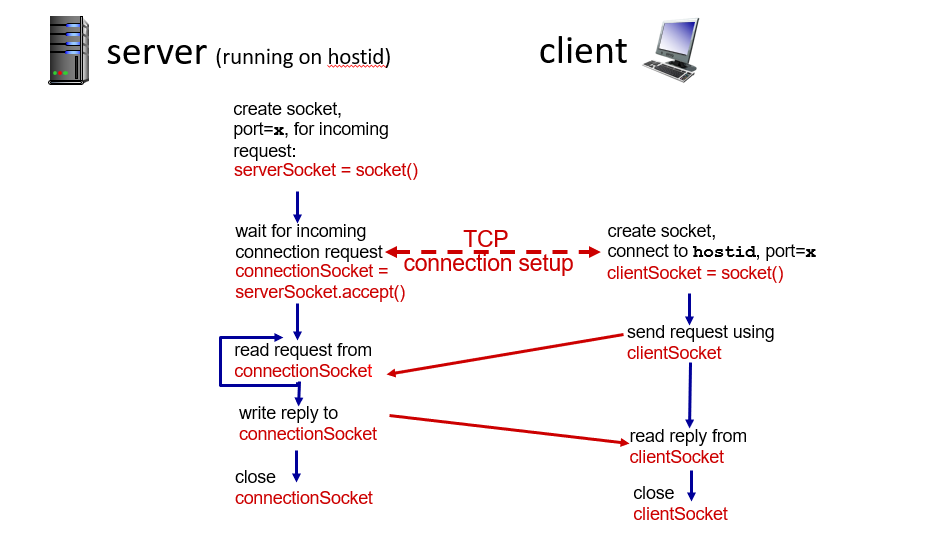 server (running on hostid)
client
create socket,
port=x, for incoming
request:
serverSocket = socket()
wait for incoming
connection request
connectionSocket =
serverSocket.accept()
TCP
connection setup
create socket,
connect to hostid, port=x
clientSocket = socket()
read request from
connectionSocket
send request using
clientSocket
write reply to
connectionSocket
read reply from
clientSocket
close
connectionSocket
close
clientSocket